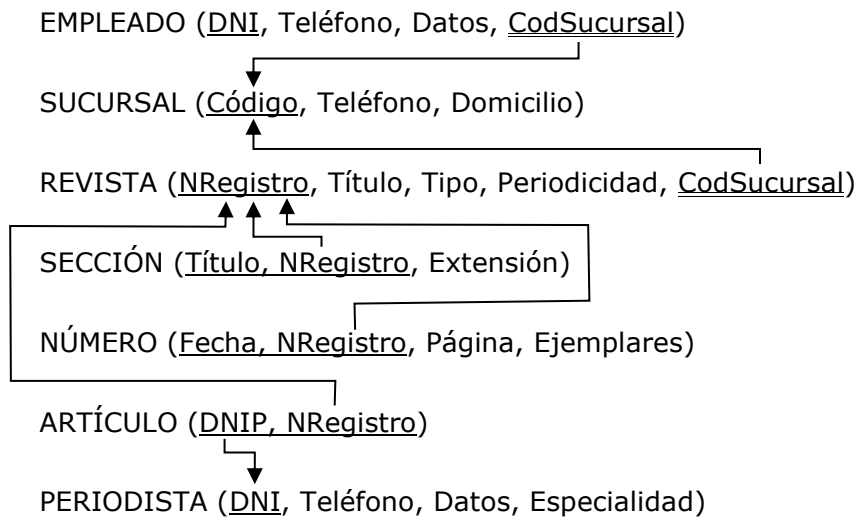 EMPLEADO (DNI, Teléfono, Datos, CodSucursal)
SUCURSAL (Código, Teléfono, Domicilio)
REVISTA (NRegistro, Título, Tipo, Periodicidad, CodSucursal)
SECCIÓN (Título, NRegistro, Extensión)
NÚMERO (Fecha, NRegistro, Página, Ejemplares)
ARTÍCULO (DNIP, NRegistro)
PERIODISTA (DNI, Teléfono, Datos, Especialidad)